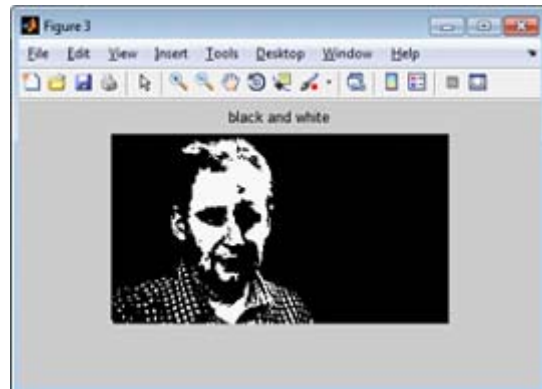 Figure 3
File Edit View Insert Tools Desktop Window Help
black and white